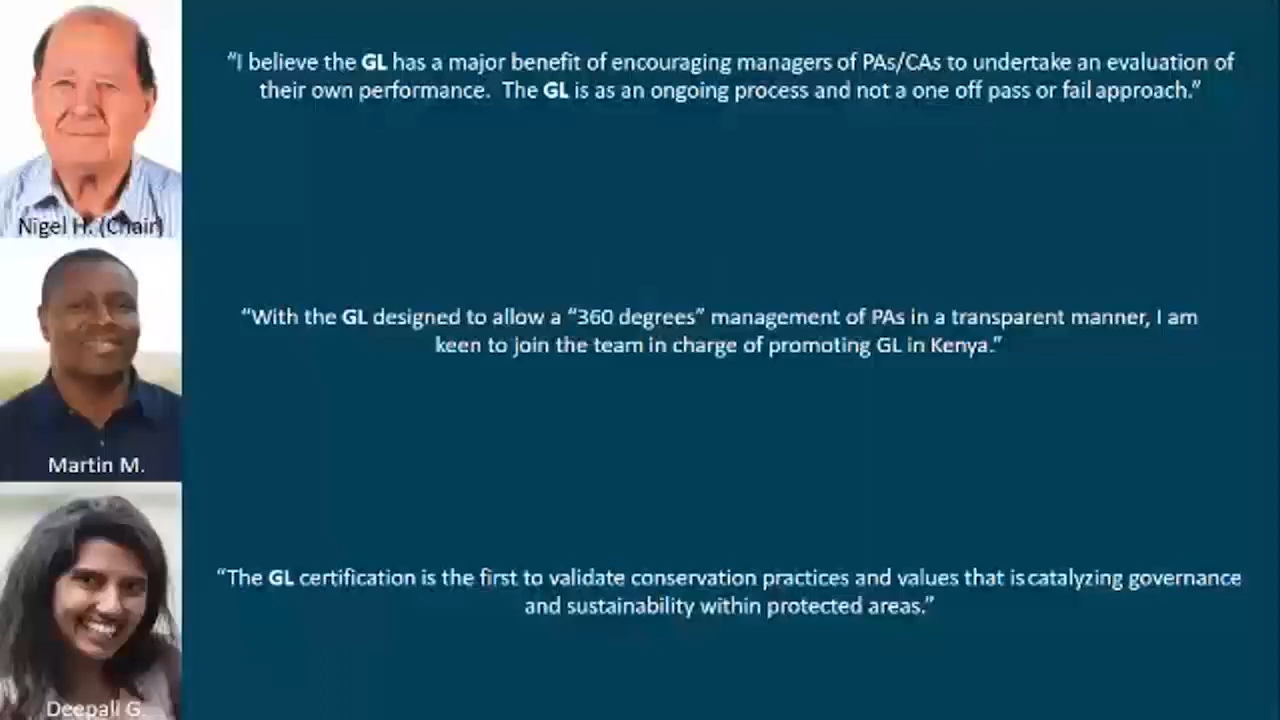 “I believe the GL has a major benefit of encouraging managers of PAs/CAs to undertake an evaluation of
their own performance. The GL is as an ongoing process and not a one off pass or fail approach.”
Nigel H. (Chair)
“With the GL designed to allow a “360 degrees” management of PAs in a transparent manner, I am
keen to join the team in charge of promoting GL in Kenya.”
Martin M.
“The GL certification is the first to validate conservation practices and values that is catalyzing governance
and sustainability within protected areas.”
Deepali G.